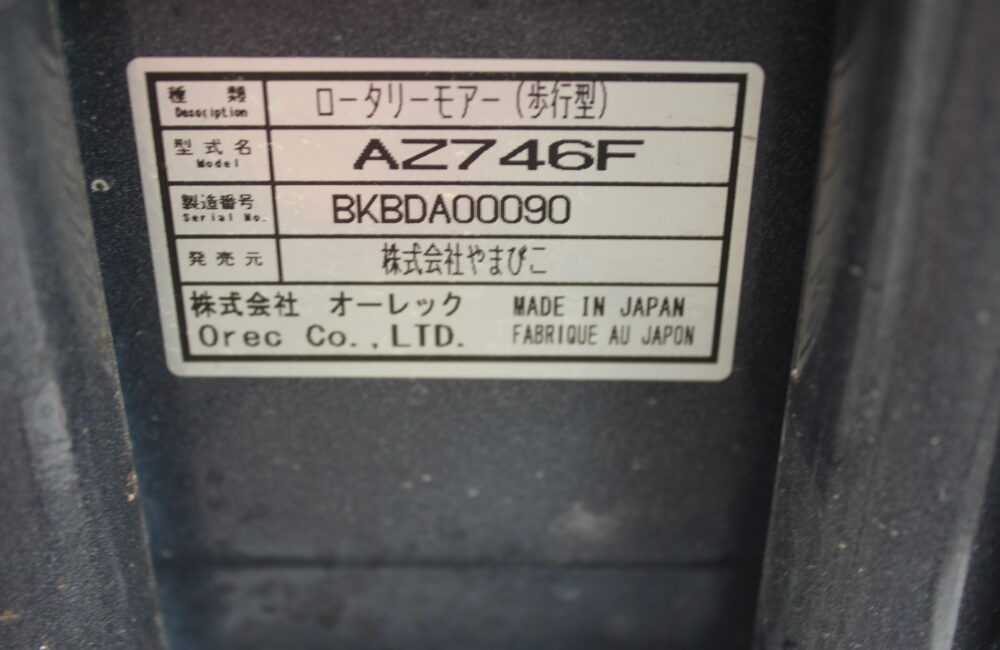 種 類 ロータリーモアー(歩行型)
Description
型式名 AZ746F
Model
製造番号 BKBDA00090
Serial No.
発売元 株式会社やまびこ
株式会社 オーレック MADE IN JAPAN
Orec Co.,LTD. FABRIQUE AU JAPON